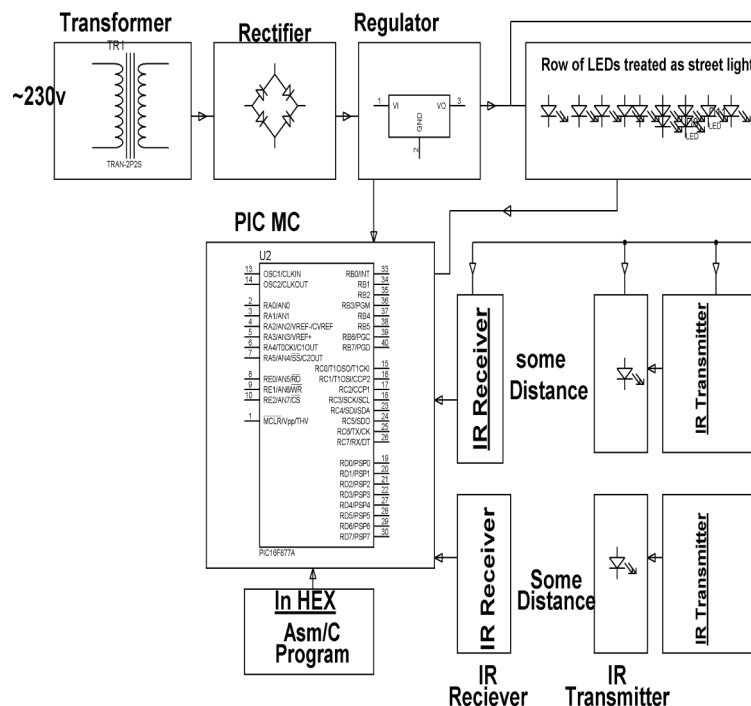 Transformer
Rectifier
Regulator
TR1
~230v
TRAN-2P2S
1
VI
VO
3
GND
2
Row of LEDs treated as street light
LED
LED
PIC MC
U2
13 OSC1/CLKIN
14 OSC2/CLKOUT
2 RA0/AN0
3 RA1/AN1
4 RA2/AN2/VREF-/CVREF
5 RA3/AN3/VREF+
6 RA4/T0CKI/C1OUT
7 RA5/AN4/SS/C2OUT
8 RE0/AN5/RD
9 RE1/AN6/WR
10 RE2/AN7/CS
1 MCLR/Vpp/THV
RB0/INT 33
RB1 34
RB2 35
RB3/PGM 36
RB4 37
RB5 38
RB6/PGC 39
RB7/PGD 40
RC0/T1OSO/T1CKI 15
RC1/T1OSI/CCP2 16
RC2/CCP1 17
RC3/SCK/SCL 18
RC4/SDI/SDA 23
RC5/SDO 24
RC6/TX/CK 25
RC7/RX/DT 26
RD0/PSP0 19
RD1/PSP1 20
RD2/PSP2 21
RD3/PSP3 22
RD4/PSP4 27
RD5/PSP5 28
RD6/PSP6 29
RD7/PSP7 30
PIC16F877A
IR Receiver
some
Distance
IR Transmitter
IR Receiver
Some
Distance
IR Transmitter
In HEX
Asm/C
Program
IR
Reciever
IR
Transmitter